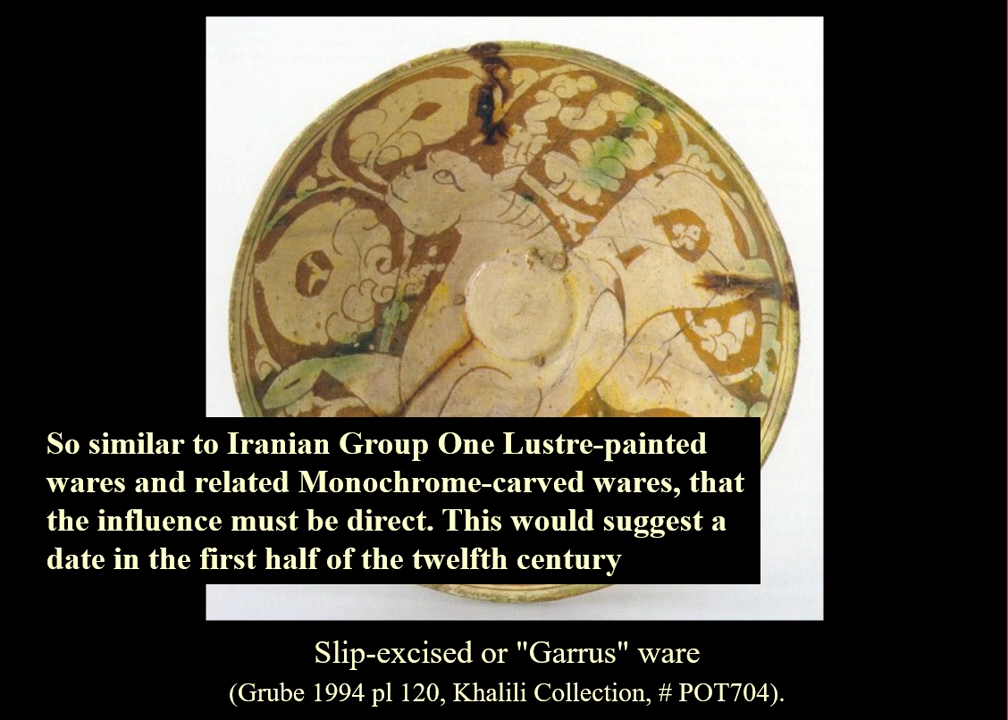 So similar to Iranian Group One Lustre-painted
wares and related Monochrome-carved wares, that
the influence must be direct. This would suggest a
date in the first half of the twelfth century
Slip-excised or "Garrus" ware
(Grube 1994 pl 120, Khalili Collection, # POT704).